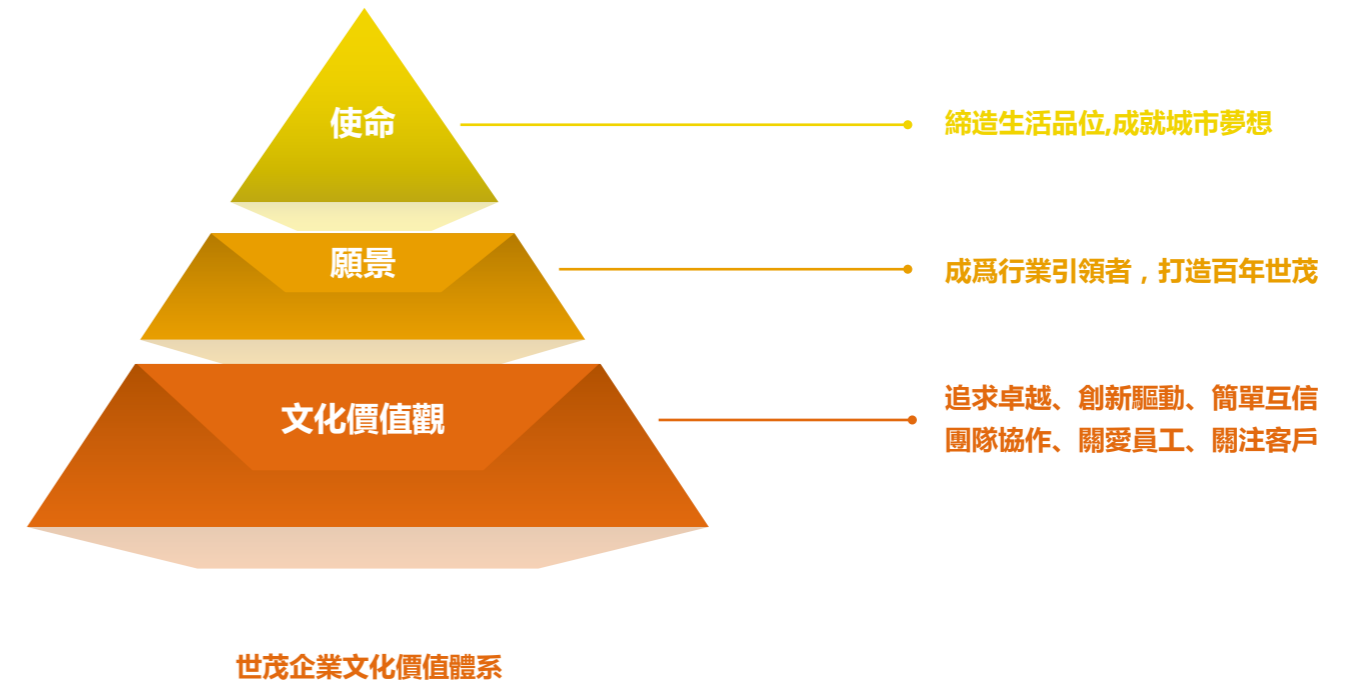 使命
締造生活品位,成就城市夢想
願景
成爲行業引領者，打造百年世茂
文化價值觀
追求卓越、創新驅動、簡單互信
團隊協作、關愛員工、關注客戶
世茂企業文化價值體系